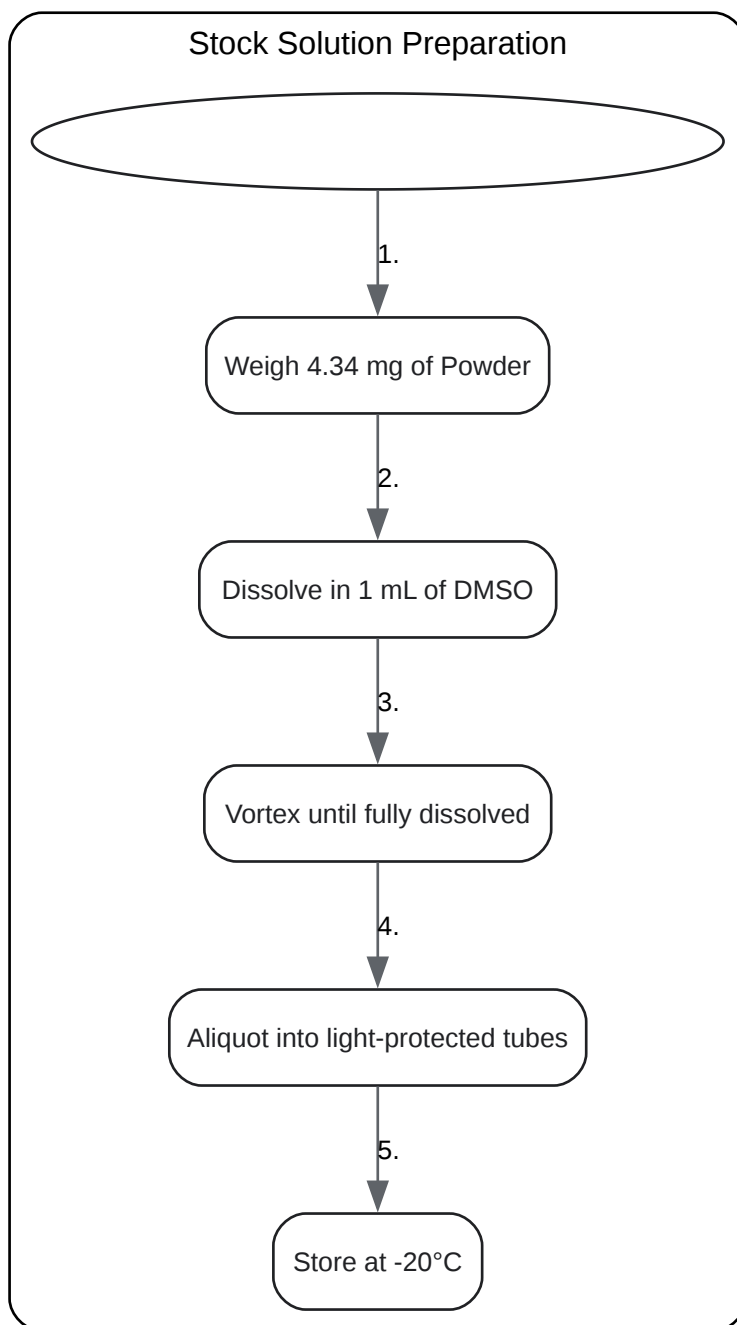 Stock Solution Preparation
1.
Weigh 4.34 mg of Powder
2.
Dissolve in 1 mL of DMSO
3.
Vortex until fully dissolved
4.
Aliquot into light-protected tubes
5.
Store at -20°C